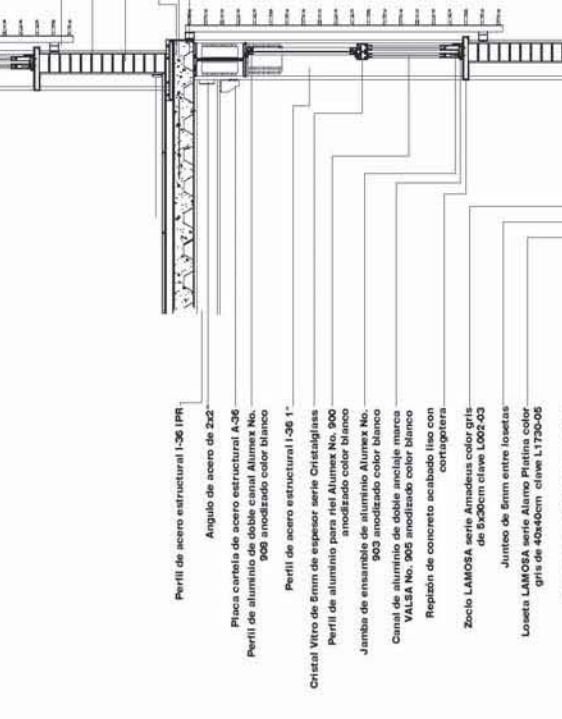 Perfil de acero estructural I-36 IPR
Angulo de acero de 2x2"
Placa cartela de acero estructural A-36
Perfil de aluminio de doble canal Alumex No.
906 anodizado color blanco
Perfil de acero estructural I-36 1"
Cristal Vitro de 6mm de espesor serie Cristalglass
Perfil de aluminio para riel Alumex No. 900
anodizado color blanco
Jamba de ensamble de aluminio Alumex No.
903 anodizado color blanco
Canal de aluminio de doble anclaje marca
VALSA No. 905 anodizado color blanco
Repizón de concreto acabado liso con
cortagotera
Zoclo LAMOSA serie Amadeus color gris
de 5x30cm clave L002-03
Junteo de 5mm entre losetas
Loseta LAMOSA serie Alamo Platina color
gris de 40x40cm clave L1730-05